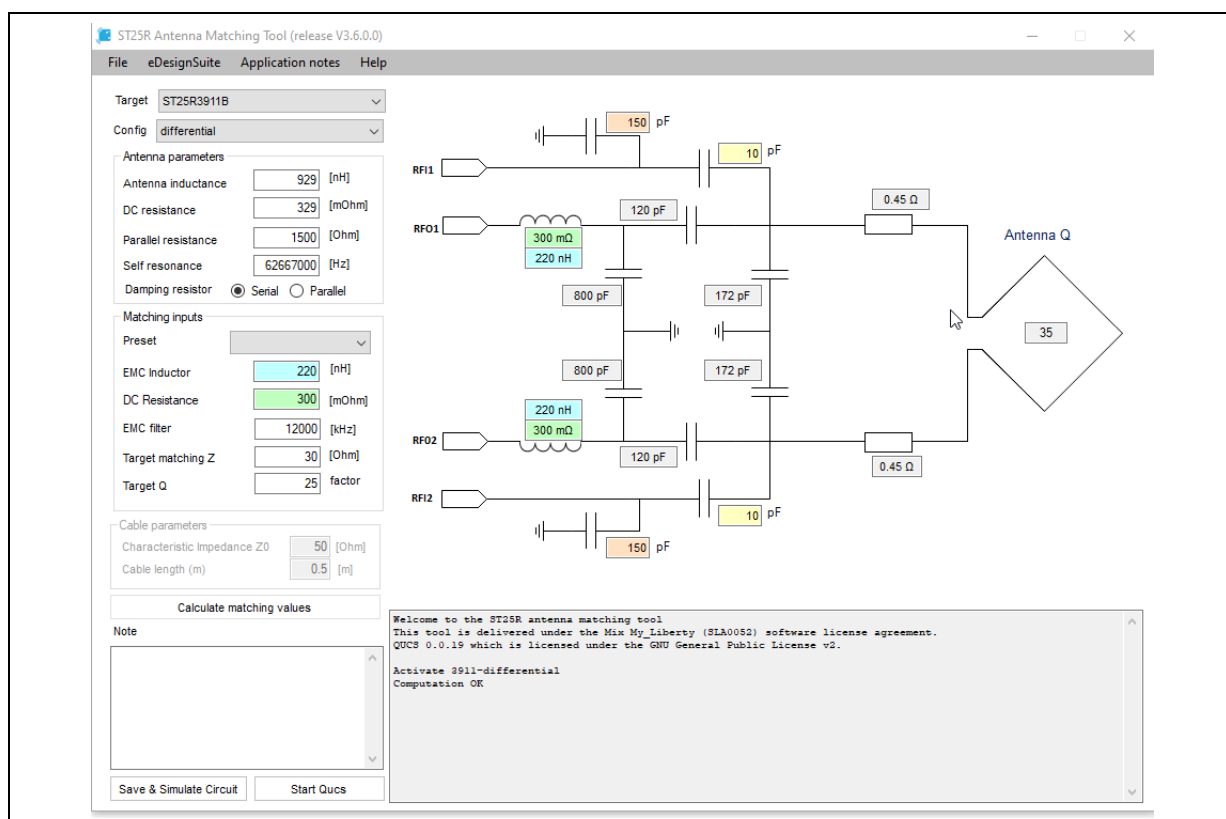 ST25R Antenna Matching Tool (release V3.6.0.0)
File eDesignSuite Application notes Help
Target ST25R3911B
Config differential
Antenna parameters
Antenna inductance 929 [nH]
DC resistance 329 [mOhm]
Parallel resistance 1500 [Ohm]
Self resonance 62667000 [Hz]
Damping resistor Serial Parallel
Matching inputs
Preset
EMC Inductor 220 [nH]
DC Resistance 300 [mOhm]
EMC filter 12000 [kHz]
Target matching Z 30 [Ohm]
Target Q 25 factor
Cable parameters
Characteristic Impedance Z0 50 [Ohm]
Cable length (m) 0.5 [m]
Calculate matching values
Note
Save & Simulate Circuit Start Qucs
150 pF
10 pF
RFI1
120 pF
0.45 Ω
RFO1
300 mΩ
220 nH
Antenna Q
800 pF 172 pF
35
800 pF 172 pF
220 nH
300 mΩ
RFO2
120 pF
0.45 Ω
RFI2
10 pF
150 pF
Welcome to the ST25R antenna matching tool
This tool is delivered under the Mix My_Liberty (SLA0052) software license agreement.
QUCS 0.0.19 which is licensed under the GNU General Public License v2.
Activate 3911-differential
Computation OK